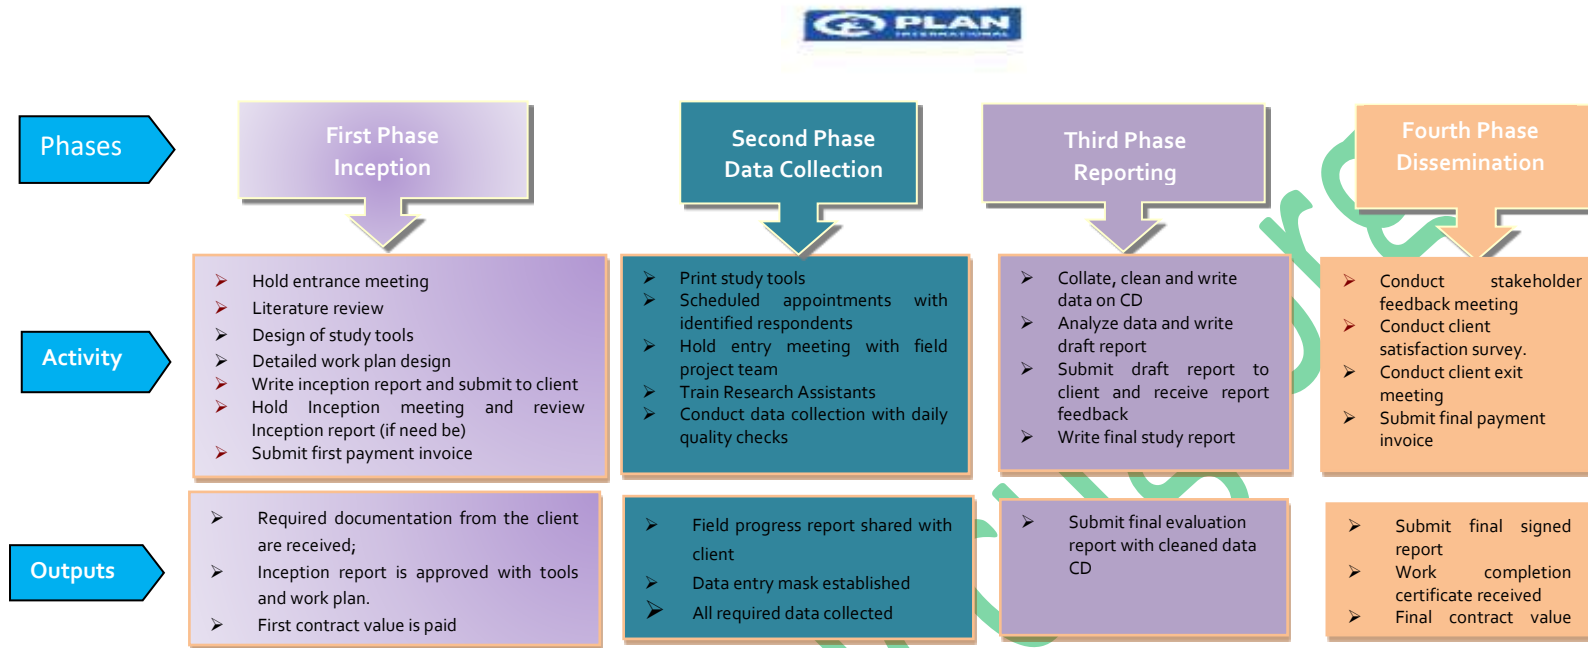 PLAN
INTERNATIONAL
Phases
First Phase
Inception
Second Phase
Data Collection
Third Phase
Reporting
Fourth Phase
Dissemination
Activity
Hold entrance meeting
Literature review
Design of study tools
Detailed work plan design
Write inception report and submit to client
Hold Inception meeting and review
Inception report (if need be)
Submit first payment invoice
Print study tools
Scheduled appointments with
identified respondents
Hold entry meeting with field
project team
Train Research Assistants
Conduct data collection with daily
quality checks
Collate, clean and write
data on CD
Analyze data and write
draft report
Submit draft report to
client and receive report
feedback
Write final study report
Conduct stakeholder
feedback meeting
Conduct client
satisfaction survey.
Conduct client exit
meeting
Submit final payment
invoice
Outputs
Required documentation from the client
are received;
Inception report is approved with tools
and work plan.
First contract value is paid
Field progress report shared with
client
Data entry mask established
All required data collected
Submit final evaluation
report with cleaned data
CD
Submit final signed
report
Work completion
certificate received
Final contract value